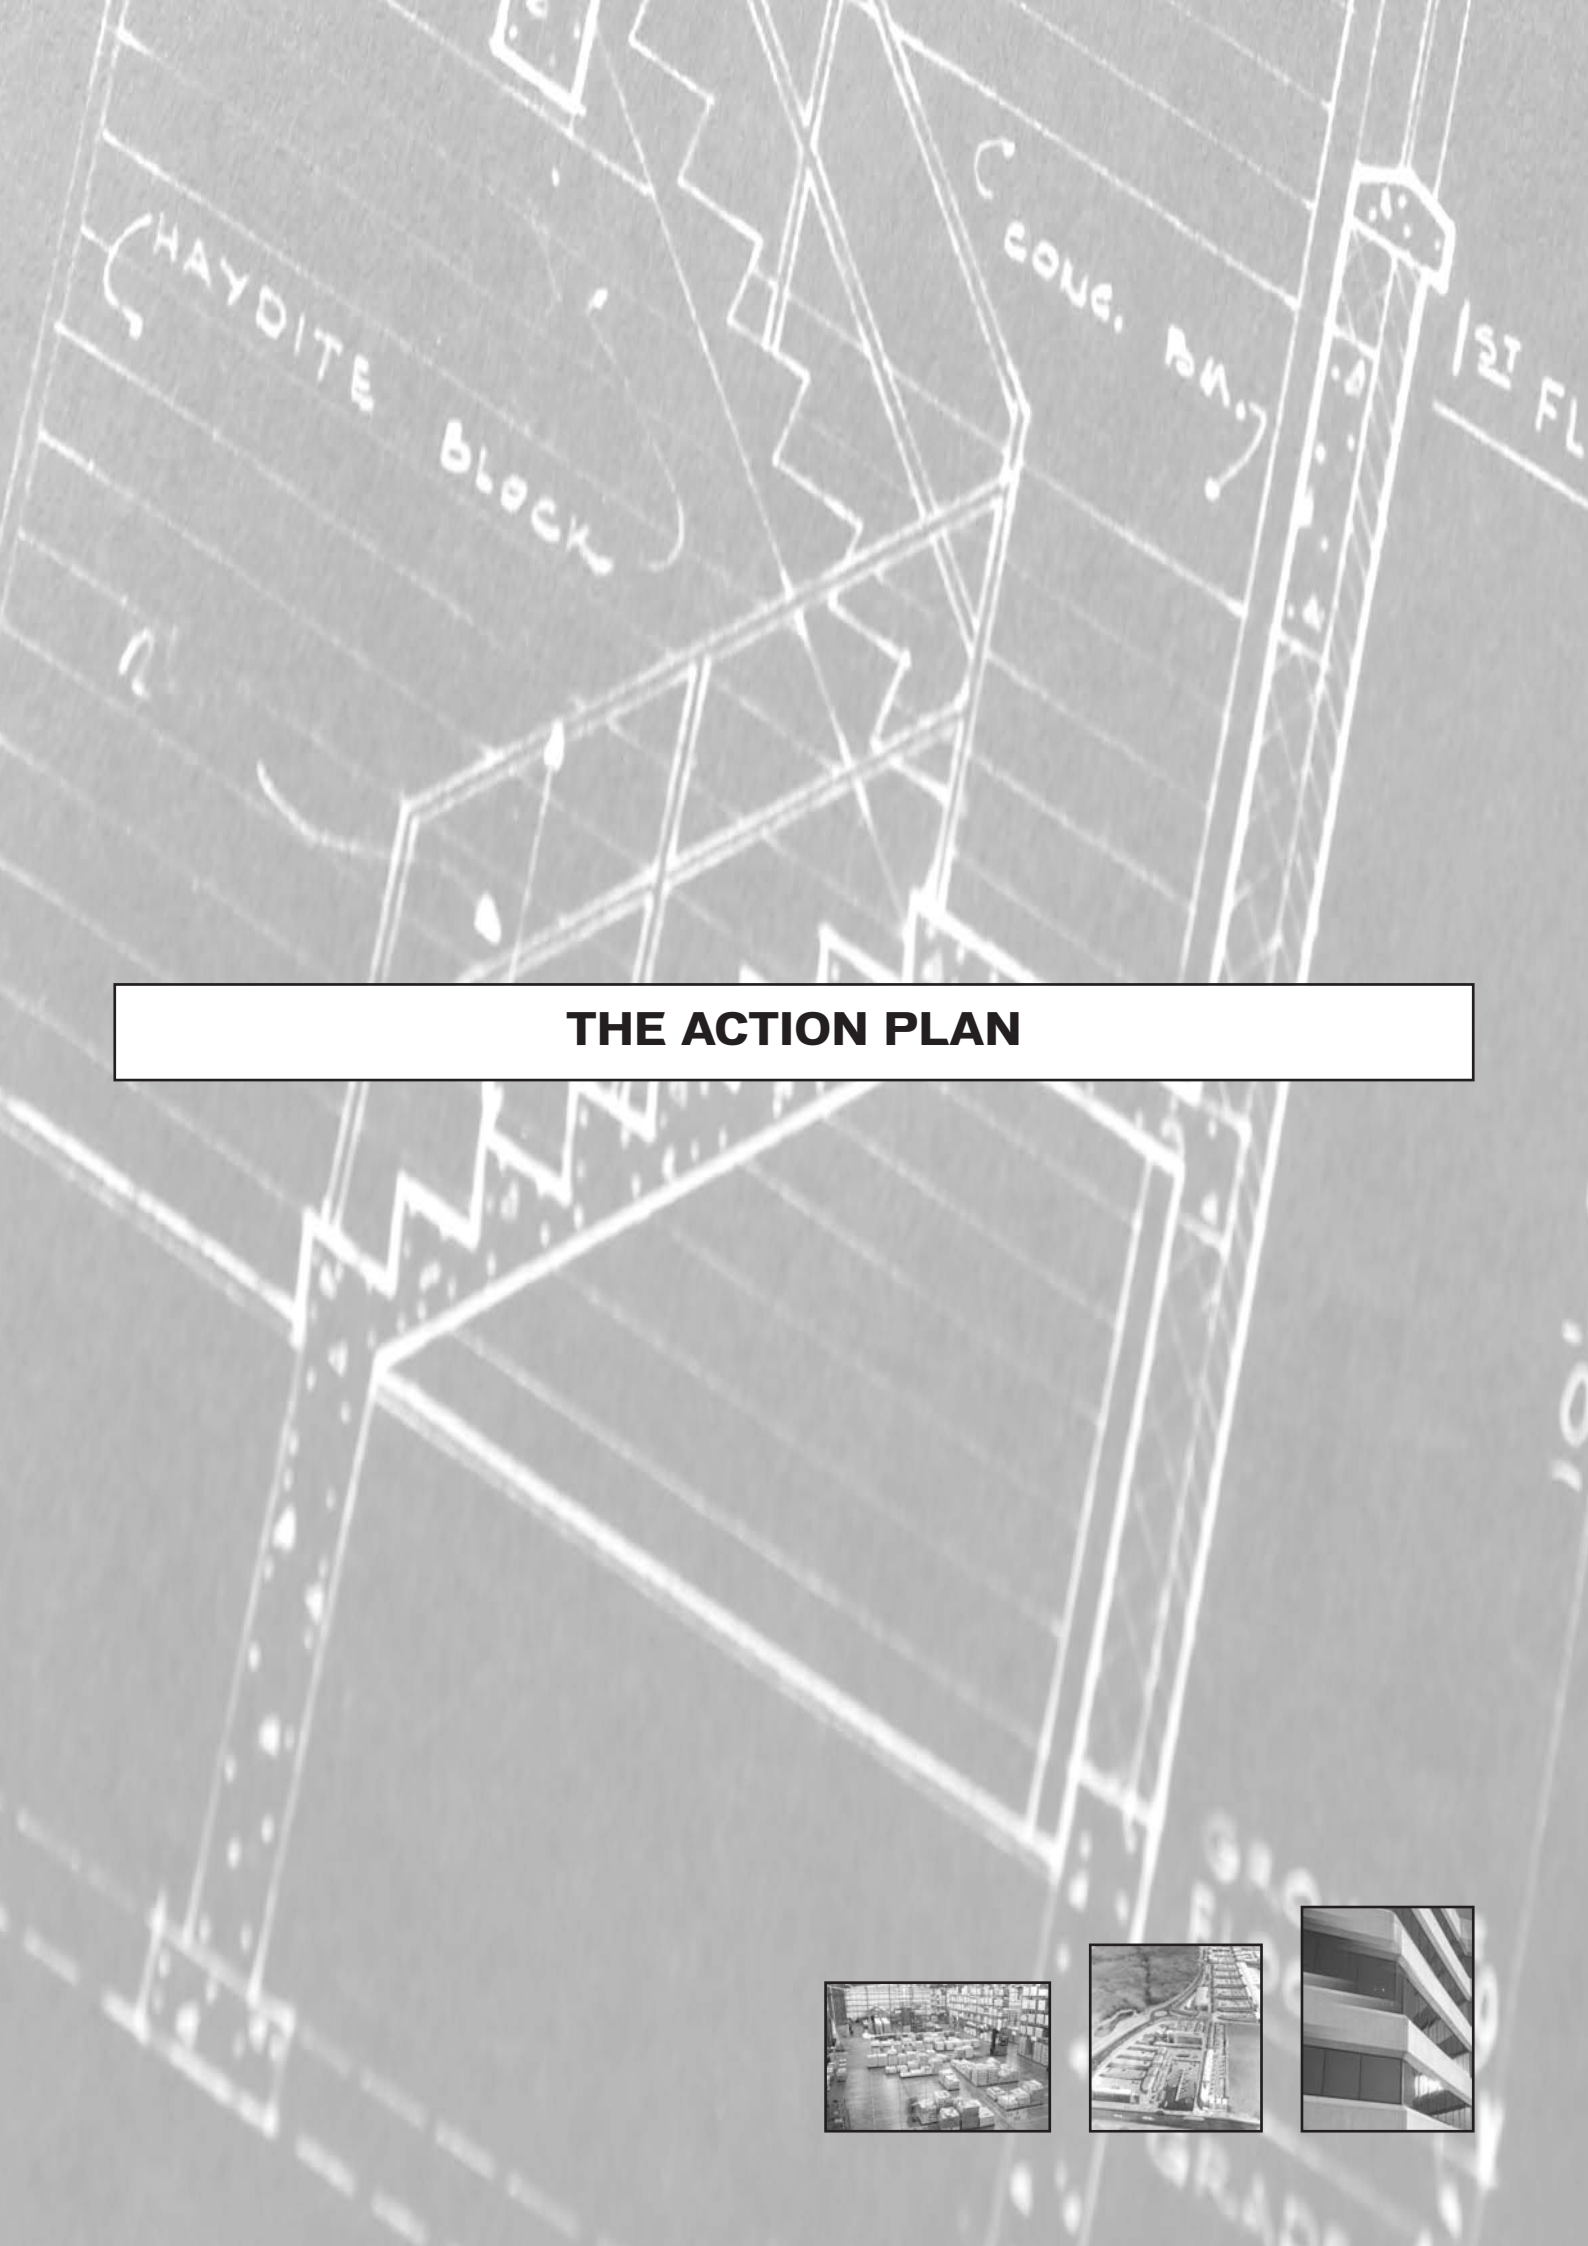 CONC. BM.
1ST FL
HAYDITE BLOCK
THE ACTION PLAN